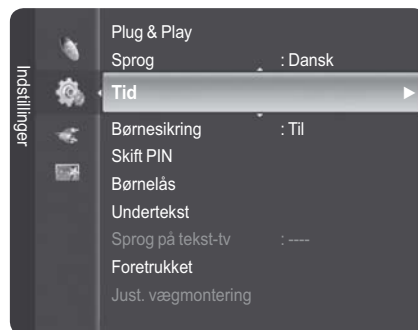 Indstillinger
Plug & Play
Sprog : Dansk
Tid
Børnesikring : Til
Skift PIN
Børnelås
Undertekst
Sprog på tekst-tv : ----
Foretrukket
Just. vægmontering